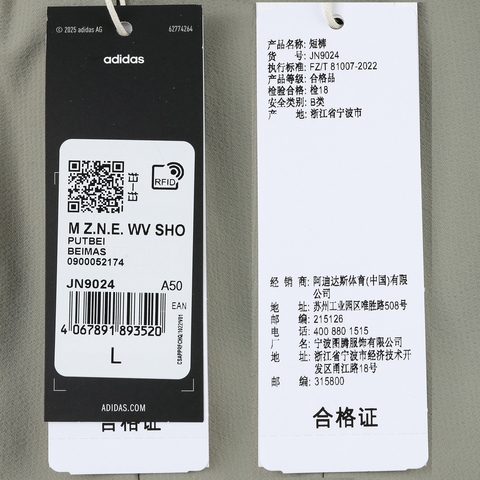 © 2025 adidas AG 62774264
adidas
RFID
M Z.N.E. WV SHO
PUTBEI
BEIMAS
0900052174
JN9024 A50
EAN
4 067891 893520
L
ADIDAS.COM
合格证
产品名称: 短裤
货 号: JN9024
执行标准: FZ/T 81007-2022
产品等级: 合格品
检验合格: 检18
安全类别: B类
产 地: 浙江省宁波市
经 销 商: 阿迪达斯体育(中国)有限
公司
地 址: 苏州工业园区唯胜路508号
邮 编: 215126
电 话: 400 880 1515
厂 名: 宁波图腾服饰有限公司
地 址: 浙江省宁波市经济技术开
发区甬江路18号
邮 编: 315800
合格证